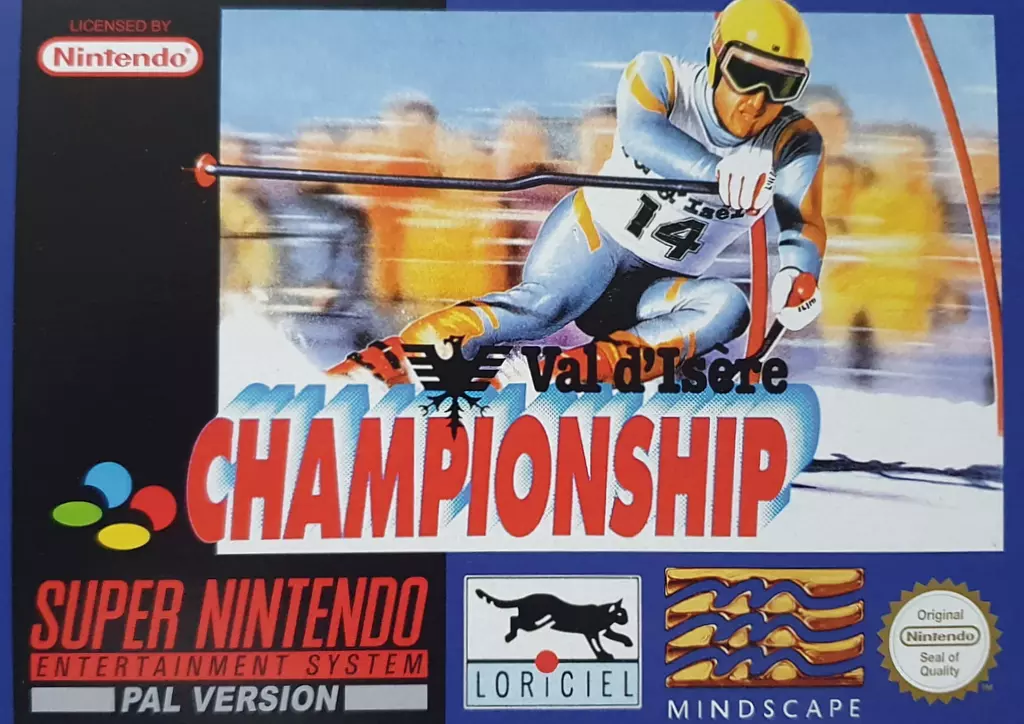 LICENSED BY
Nintendo®
14
Val d'Isère
CHAMPIONSHIP
SUPER NINTENDO
ENTERTAINMENT SYSTEM
PAL VERSION
LORICIEL
MINDSCAPE
Original
Nintendo
Seal of
Quality
TM